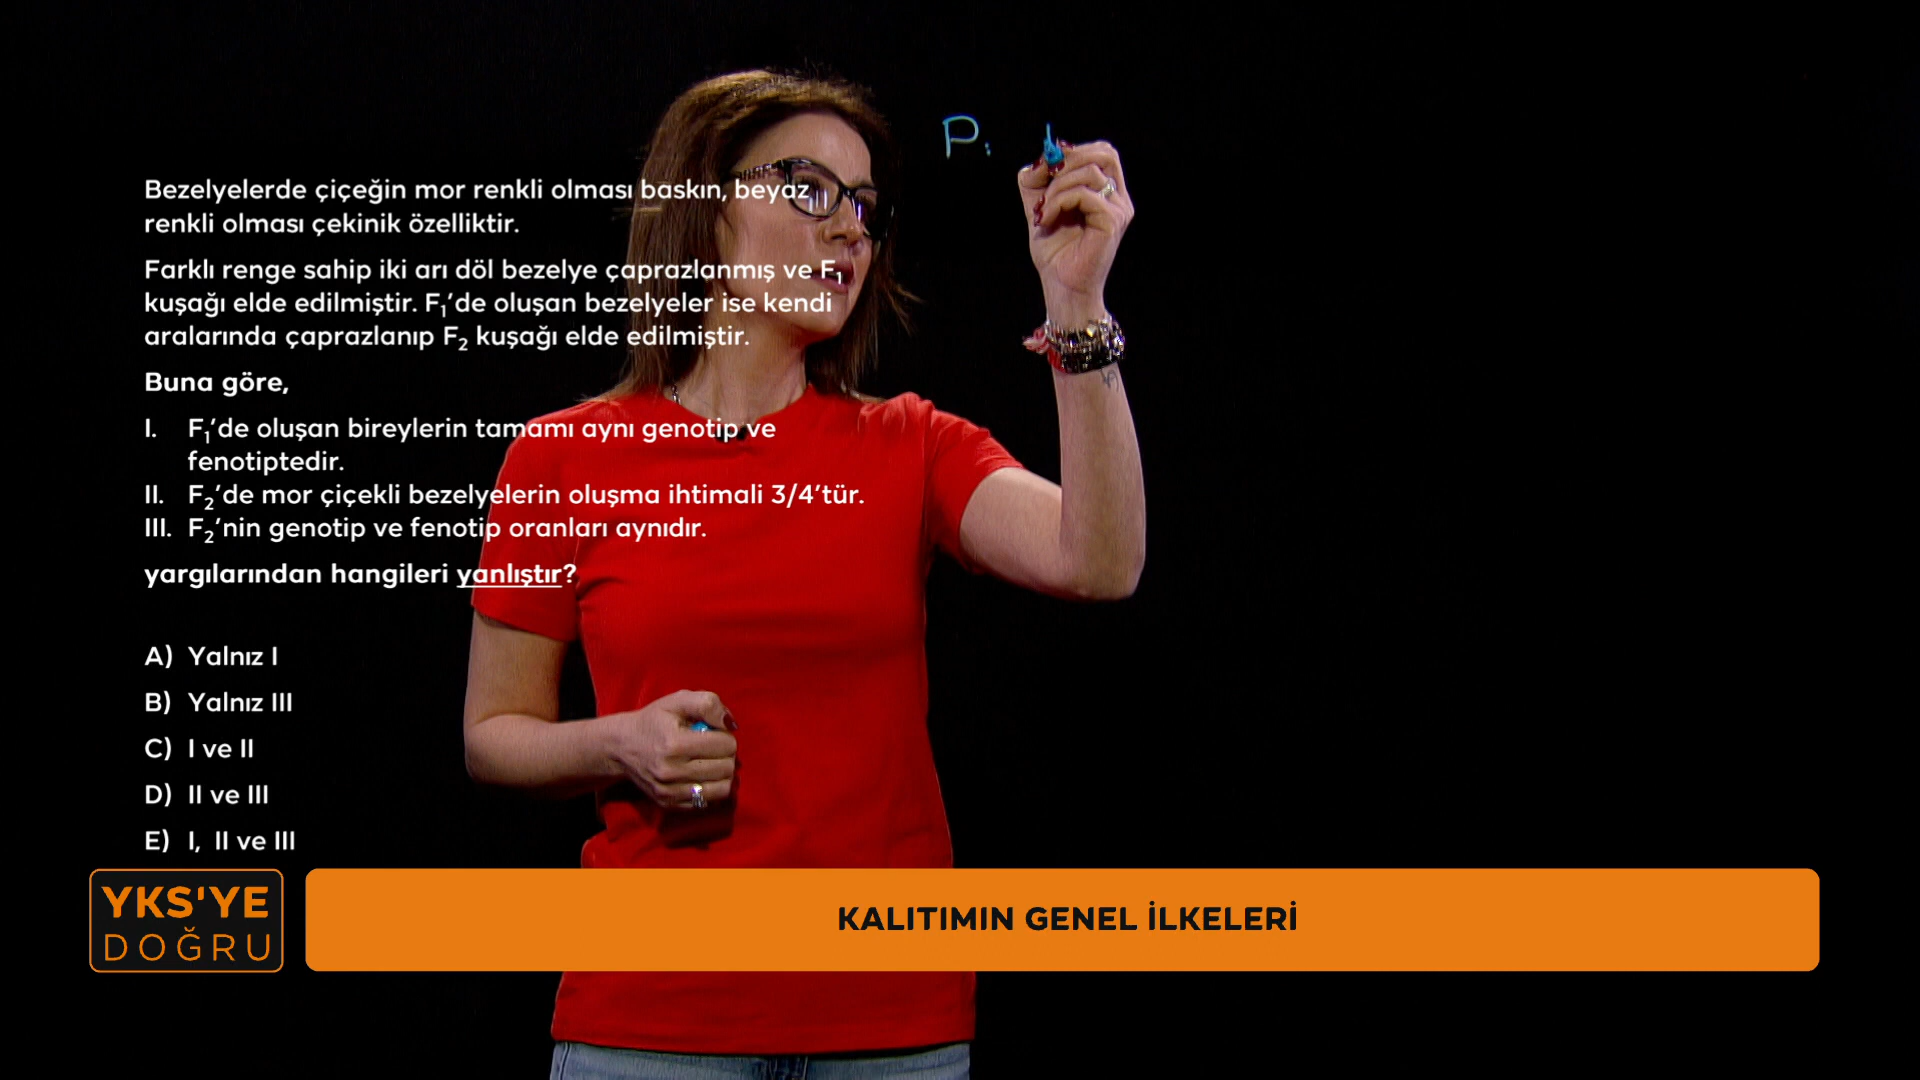 P.
Bezelyelerde çiçeğin mor renkli olması baskın, beyaz
renkli olması çekinik özelliktir.
Farklı renge sahip iki arı döl bezelye çaprazlanmış ve F₁
kuşağı elde edilmiştir. F₁'de oluşan bezelyeler ise kendi
aralarında çaprazlanıp F₂ kuşağı elde edilmiştir.
Buna göre,
I. F₁'de oluşan bireylerin tamamı aynı genotip ve
fenotiptedir.
II. F₂'de mor çiçekli bezelyelerin oluşma ihtimali 3/4'tür.
III. F₂'nin genotip ve fenotip oranları aynıdır.
yargılarından hangileri yanlıştır?
A) Yalnız I
B) Yalnız III
C) I ve II
D) II ve III
E) I, II ve III
YKS'YE
DOĞRU
KALITIMIN GENEL İLKELERİ